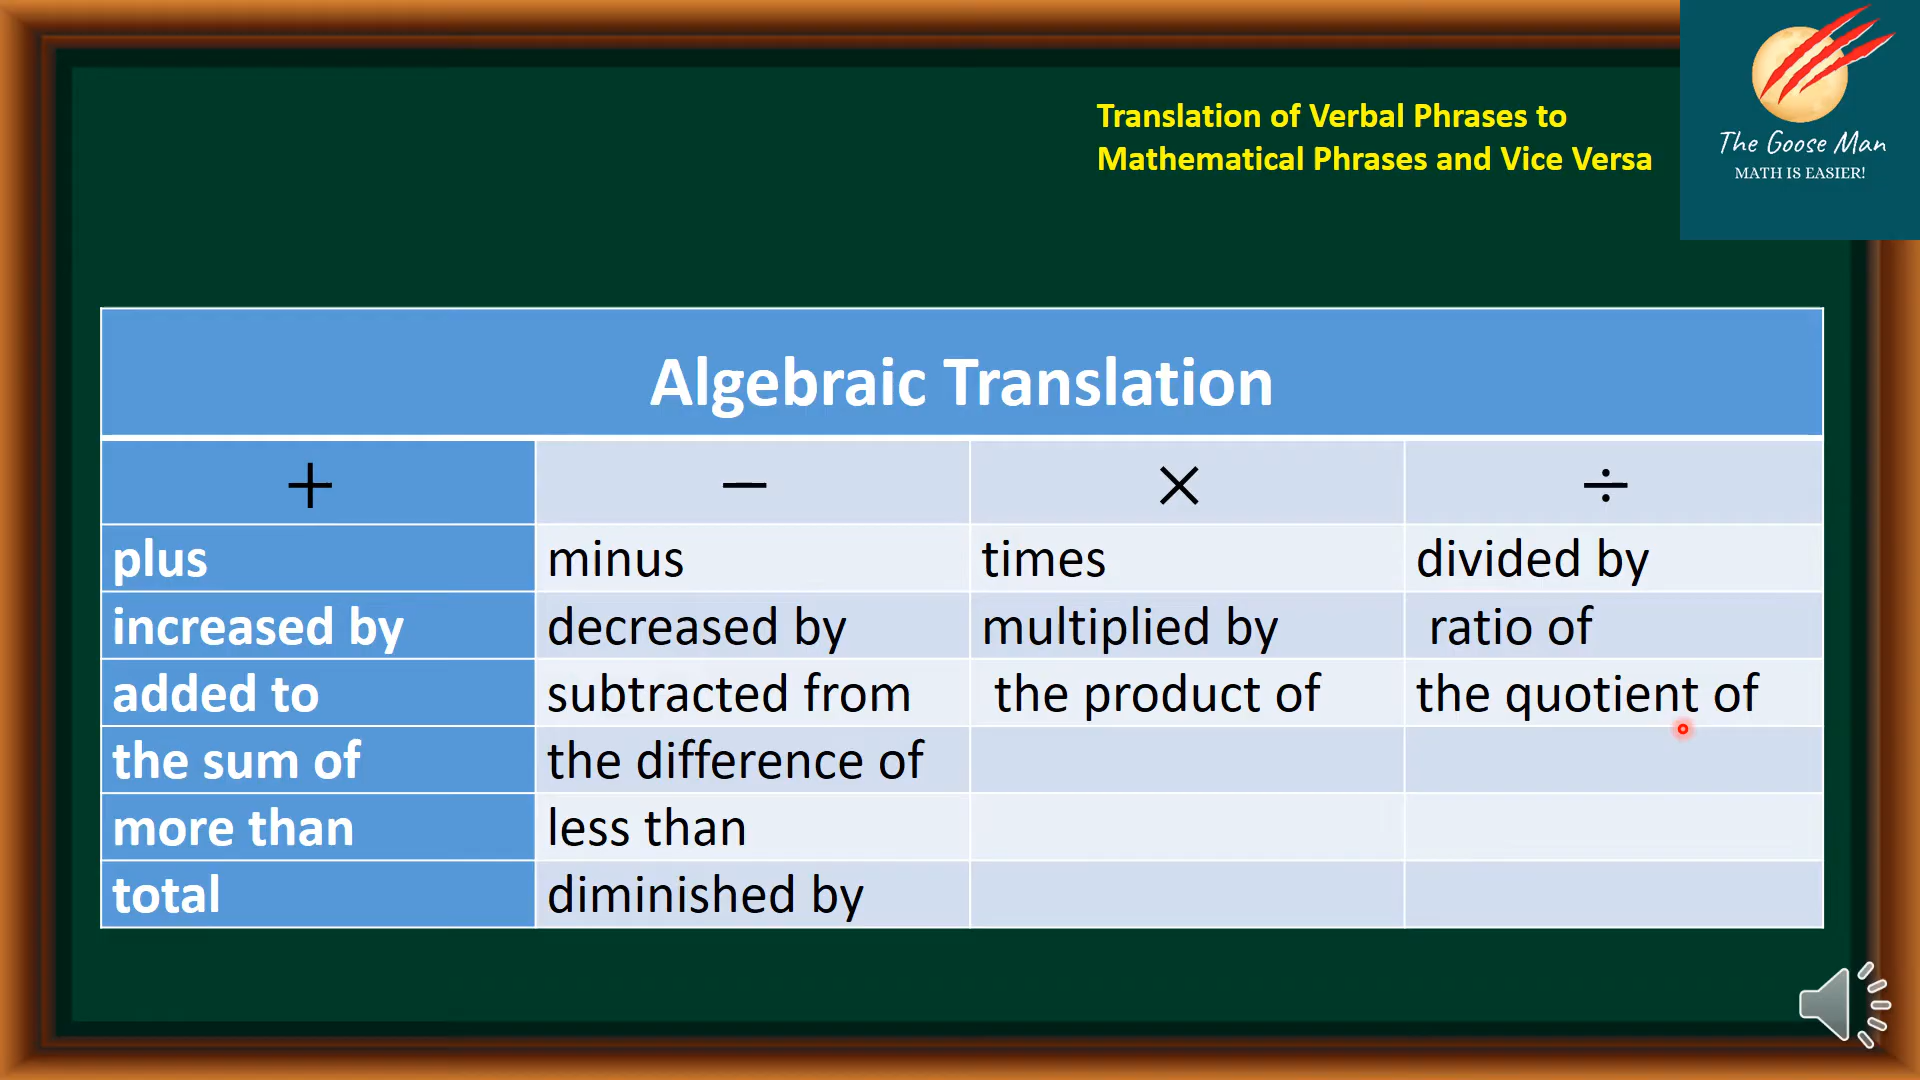 Translation of Verbal Phrases to
Mathematical Phrases and Vice Versa
The Goose Man
MATH IS EASIER!
Algebraic Translation
+ − × ÷
plus minus times divided by
increased by decreased by multiplied by ratio of
added to subtracted from the product of the quotient of
the sum of the difference of
more than less than
total diminished by